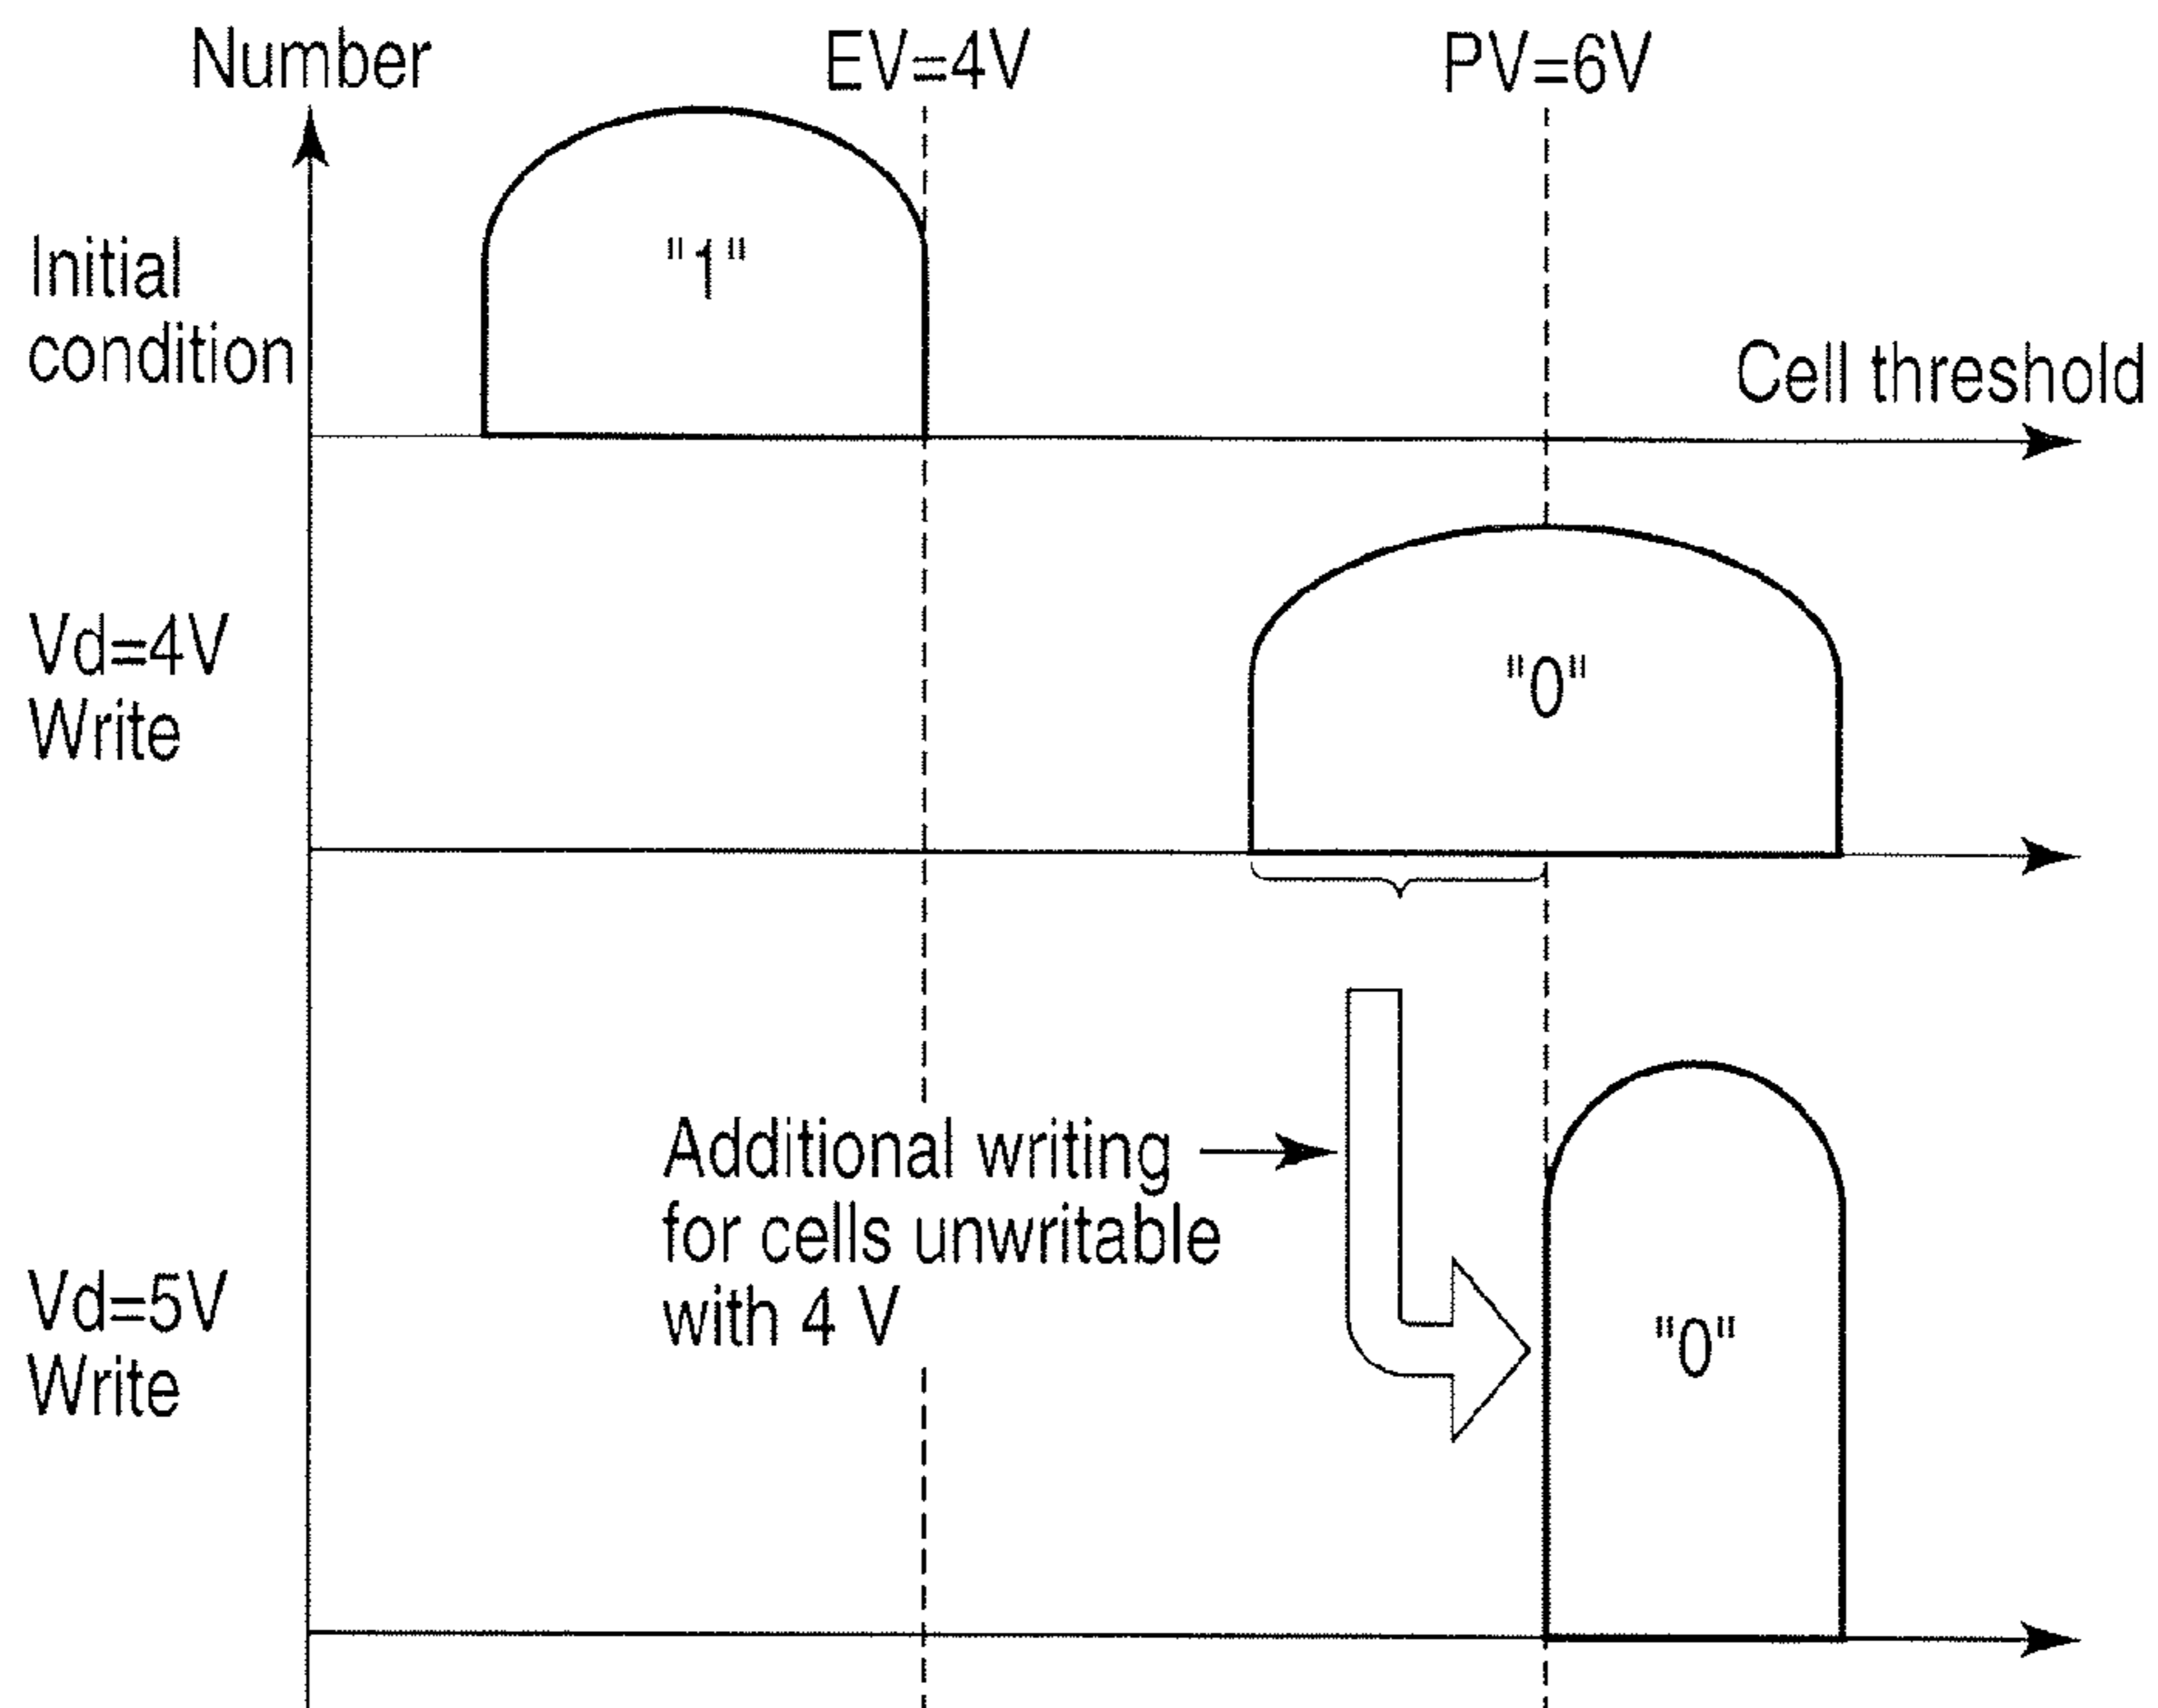 Number
EV=4V
PV=6V
Initial
condition
"1"
Cell threshold
Vd=4V
Write
"0"
Additional writing
for cells unwritable
with 4 V
Vd=5V
Write
"0"